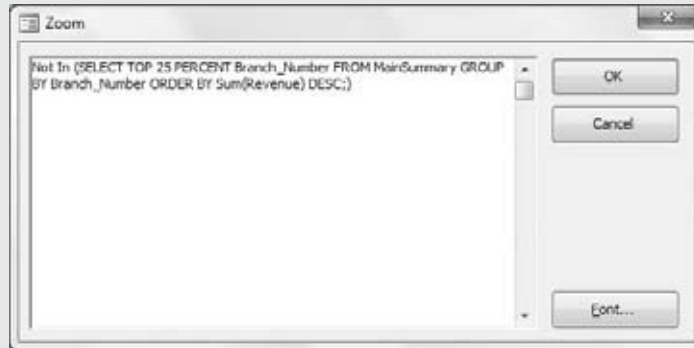 Zoom
Not In (SELECT TOP 25 PERCENT Branch_Number FROM MainSummary GROUP
BY Branch_Number ORDER BY Sum(Revenue) DESC;)
OK
Cancel
Font...